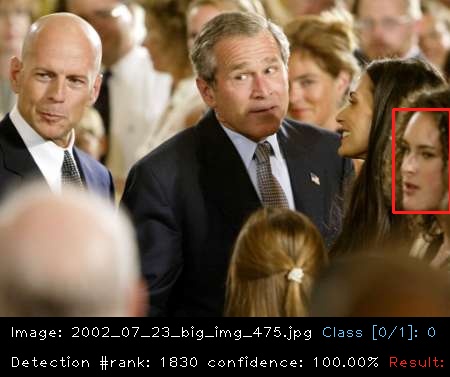 Image: 2002_07_23_big_img_475.jpg Class [0/1]: 0
Detection #rank: 1830 confidence: 100.00% Result: